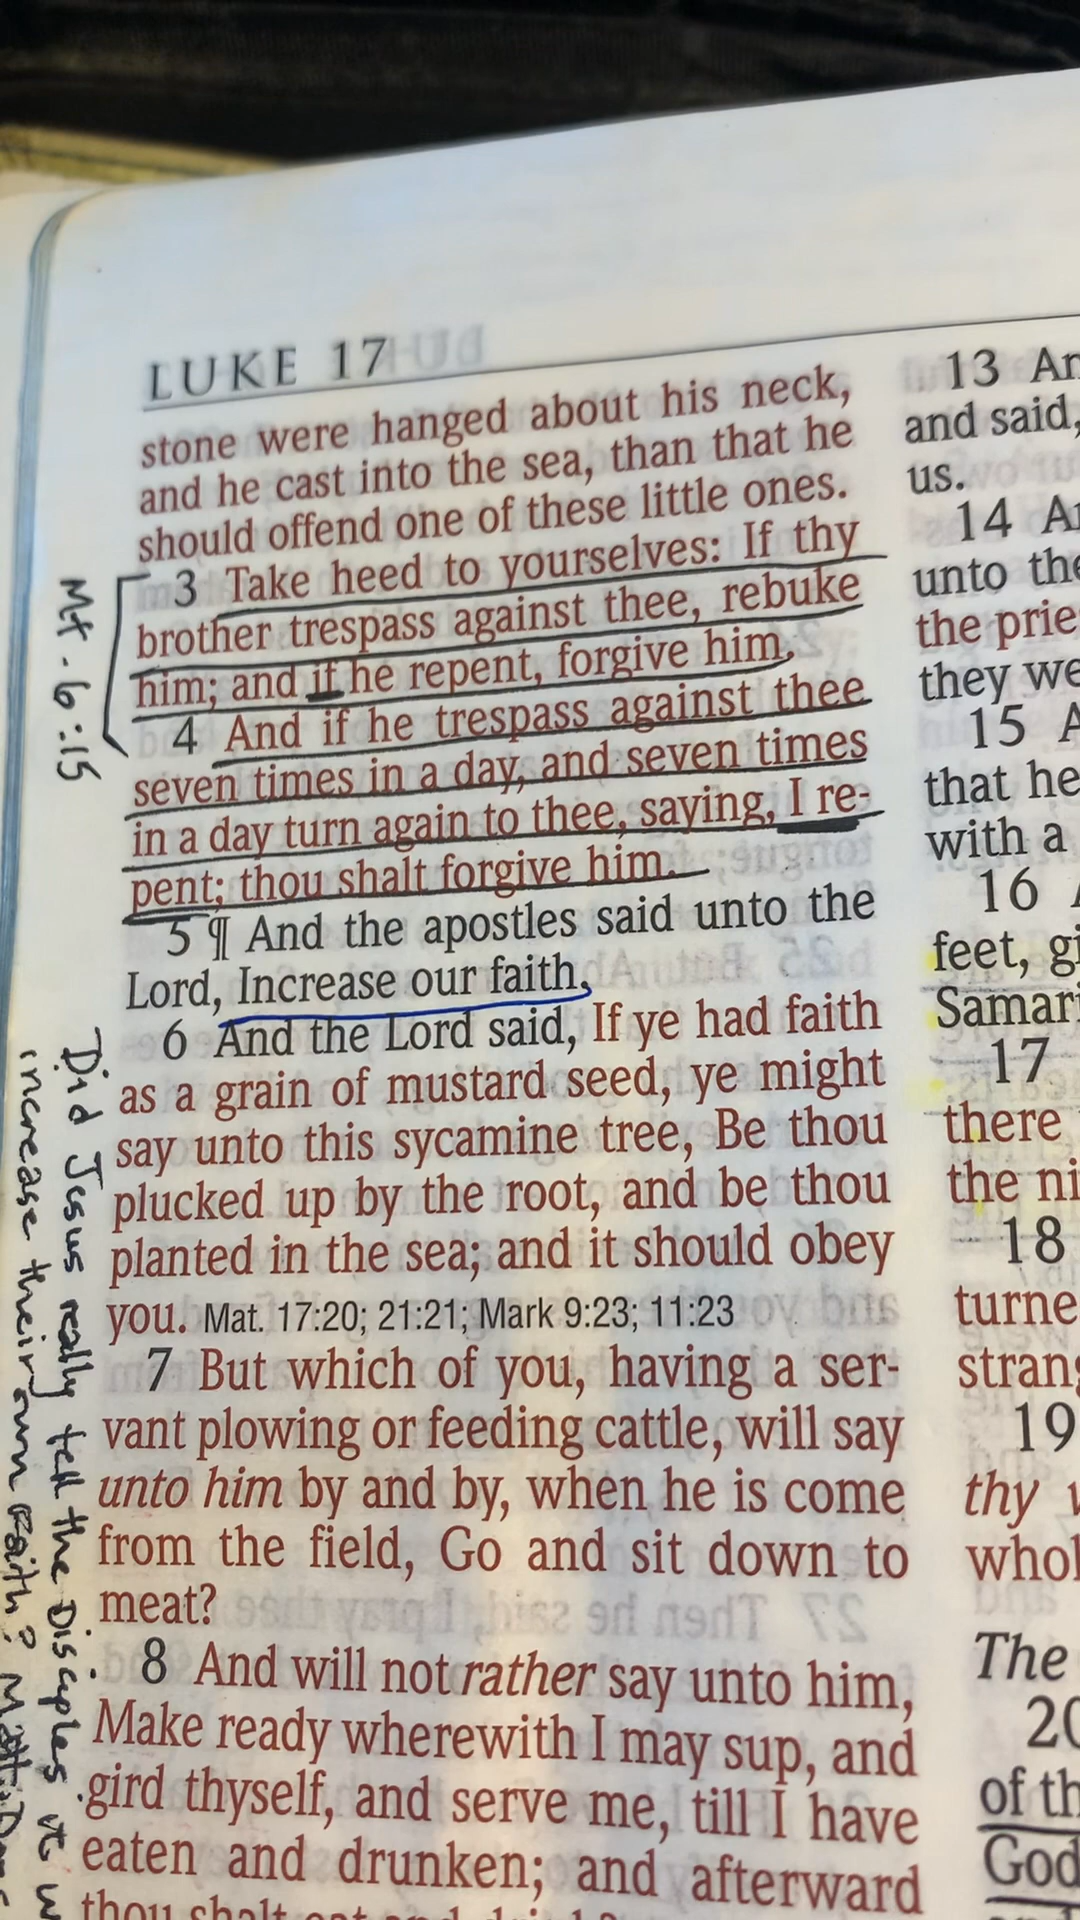 LUKE 17
stone were hanged about his neck,
and he cast into the sea, than that he
should offend one of these little ones.
3 Take heed to yourselves: If thy
brother trespass against thee, rebuke
him; and if he repent, forgive him.
4 And if he trespass against thee
seven times in a day, and seven times
in a day turn again to thee, saying, I re-
pent; thou shalt forgive him.
5 ¶ And the apostles said unto the
Lord, Increase our faith.
6 And the Lord said, If ye had faith
as a grain of mustard seed, ye might
say unto this sycamine tree, Be thou
plucked up by the root, and be thou
planted in the sea; and it should obey
you. Mat. 17:20; 21:21; Mark 9:23; 11:23
7 But which of you, having a ser-
vant plowing or feeding cattle, will say
unto him by and by, when he is come
from the field, Go and sit down to
meat?
8 And will not rather say unto him,
Make ready wherewith I may sup, and
gird thyself, and serve me, till I have
eaten and drunken; and afterward
13 An
and said,
us.
14 An
unto the
the prie
they we
15 A
that he
with a
16 A
feet, gi
Samari
17
there
the ni
18
turne
strang
19
thy
whol
The
20
of th
God
Mt. 6:15
Did Jesus really tell the Disciples
increase their own Faith?